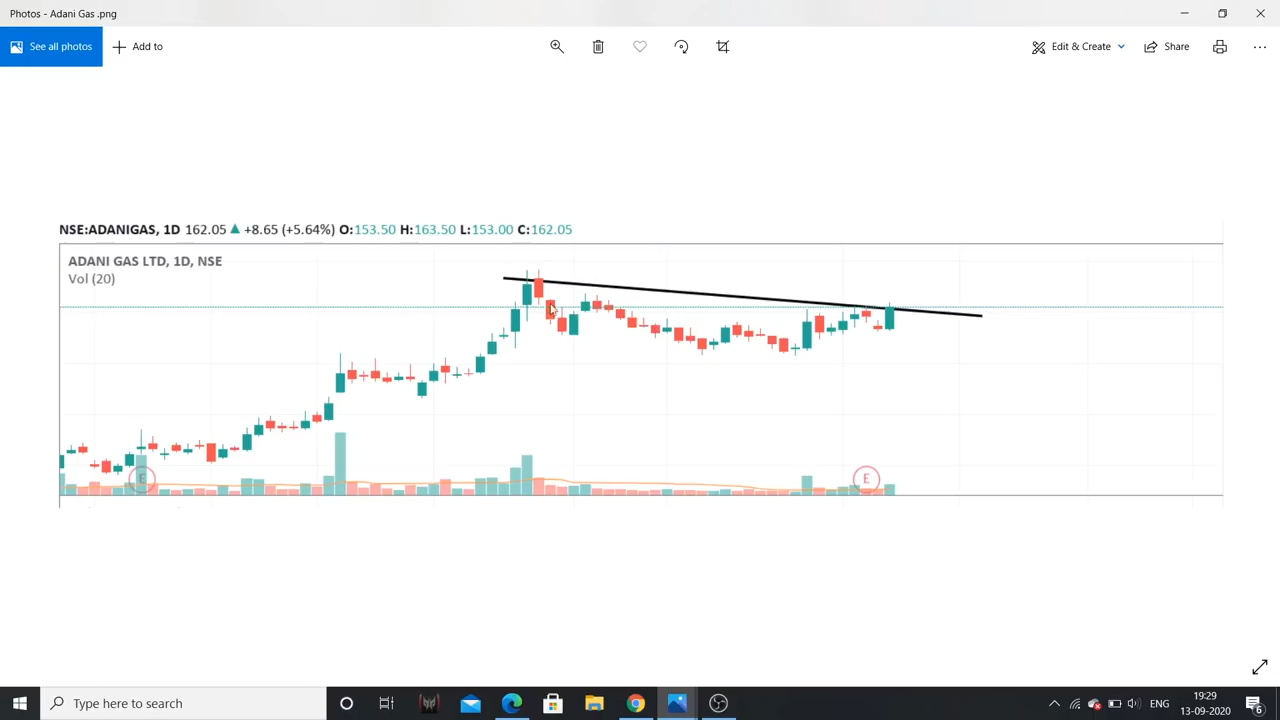 Photos - Adani Gas .png
See all photos
Add to
Edit & Create
Share
NSE:ADANIGAS, 1D 162.05 ▲ +8.65 (+5.64%) O:153.50 H:163.50 L:153.00 C:162.05
ADANI GAS LTD, 1D, NSE
Vol (20)
E
E
Type here to search
ENG
19:29
13-09-2020
6